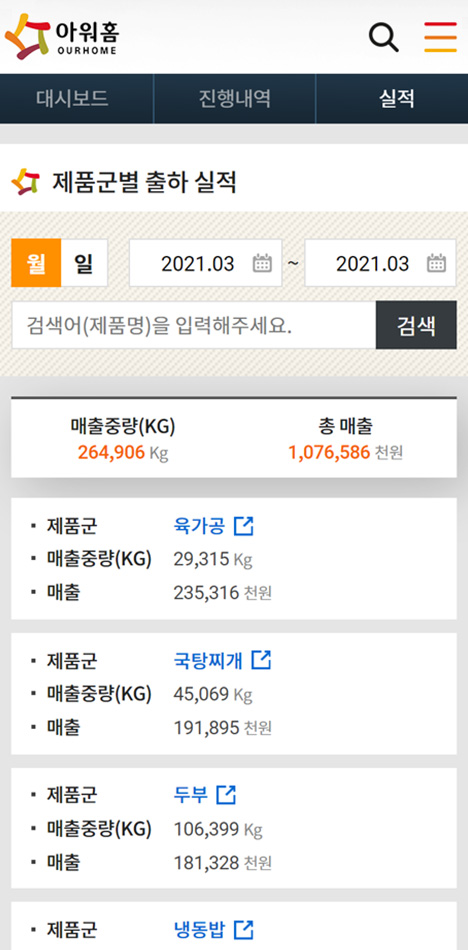 아워홈
OURHOME
대시보드 진행내역 실적
제품군별 출하 실적
월 일 2021.03 ~ 2021.03
검색어(제품명)을 입력해주세요. 검색
매출중량(KG) 총 매출
264,906 Kg 1,076,586 천원
· 제품군 육가공
· 매출중량(KG) 29,315 Kg
· 매출 235,316 천원
· 제품군 국탕찌개
· 매출중량(KG) 45,069 Kg
· 매출 191,895 천원
· 제품군 두부
· 매출중량(KG) 106,399 Kg
· 매출 181,328 천원
· 제품군 냉동밥